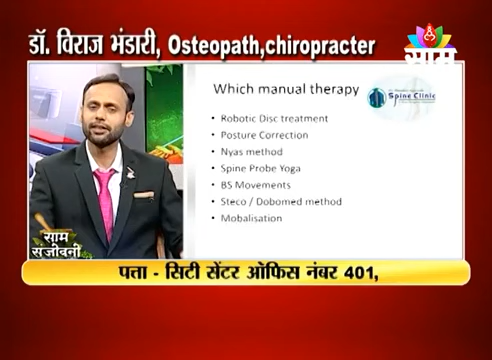 डॉ. विराज भंडारी, Osteopath,chiropracter
साम
Which manual therapy
Spine Clinic
• Robotic Disc treatment
• Posture Correction
• Nyas method
• Spine Probe Yoga
• BS Movements
• Steco / Dobomed method
• Mobalisation
साम
संजीवनी
पत्ता - सिटी सेंटर ऑफिस नंबर 401,